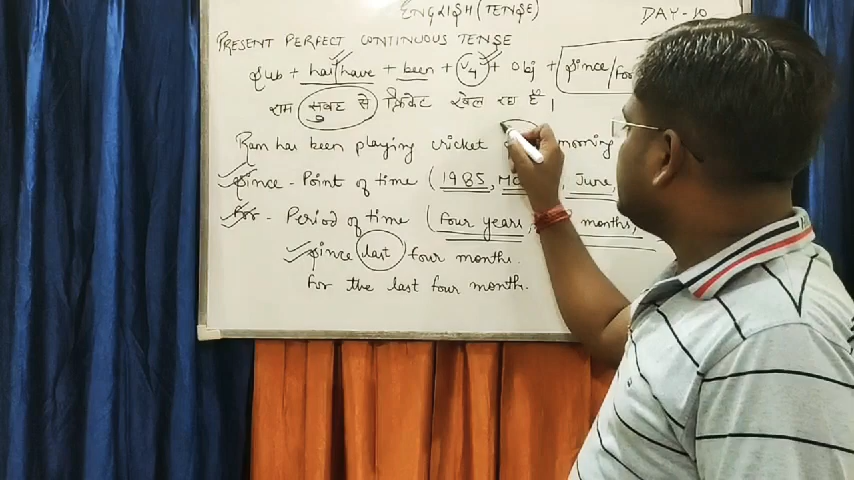 ENGLISH (TENSE) DAY-10
PRESENT PERFECT CONTINUOUS TENSE
Sub + has/have + been + V4 + Obj + Since/For
राम सुबह से क्रिकेट खेल रहा है।
Ram has been playing cricket morning
Since - Point of time (1985, June,
For - Period of time (four years, months,
Since last four months.
For the last four month.